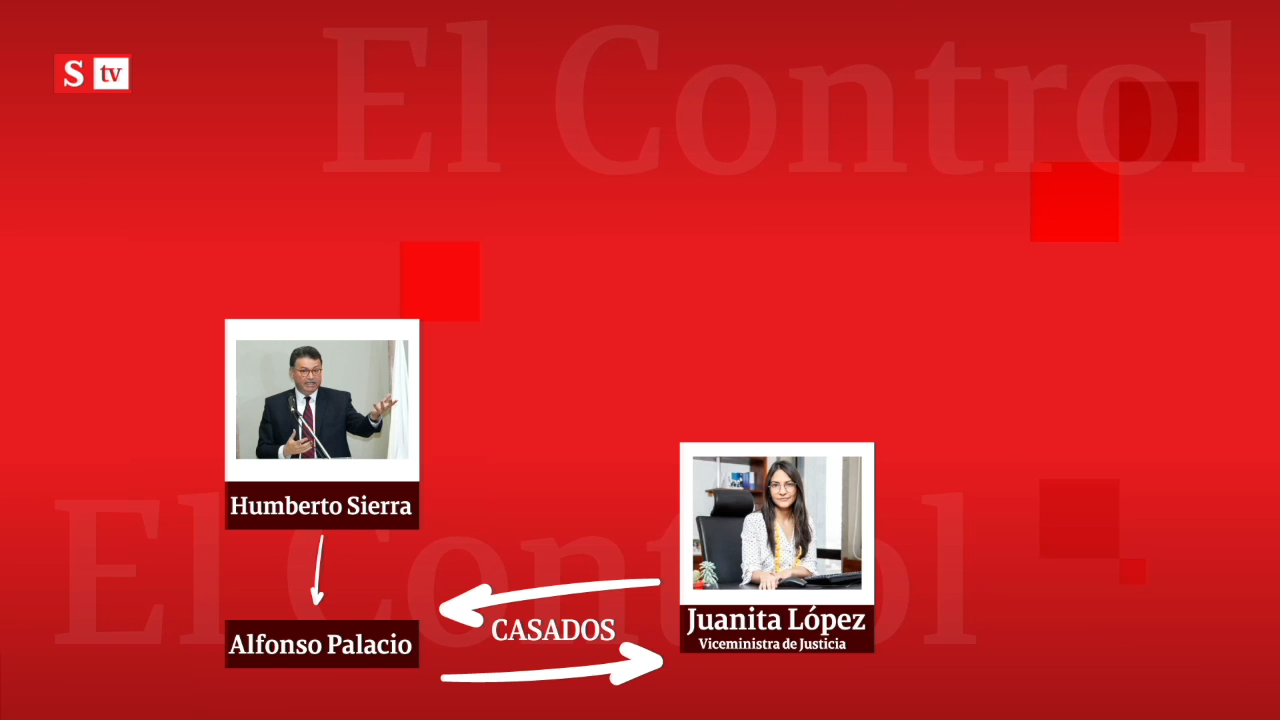 El Control
S tv
Humberto Sierra
El Control
Alfonso Palacio
CASADOS
Juanita López
Viceministra de Justicia